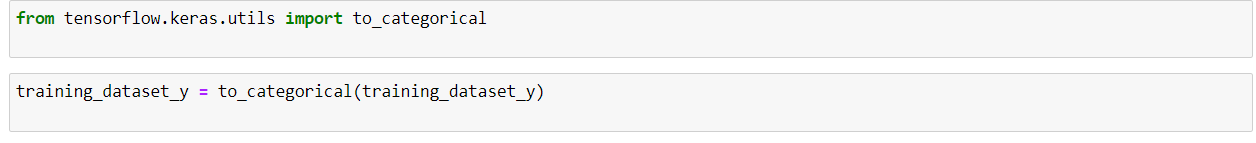 from tensorflow.keras.utils import to_categorical
training_dataset_y = to_categorical(training_dataset_y)